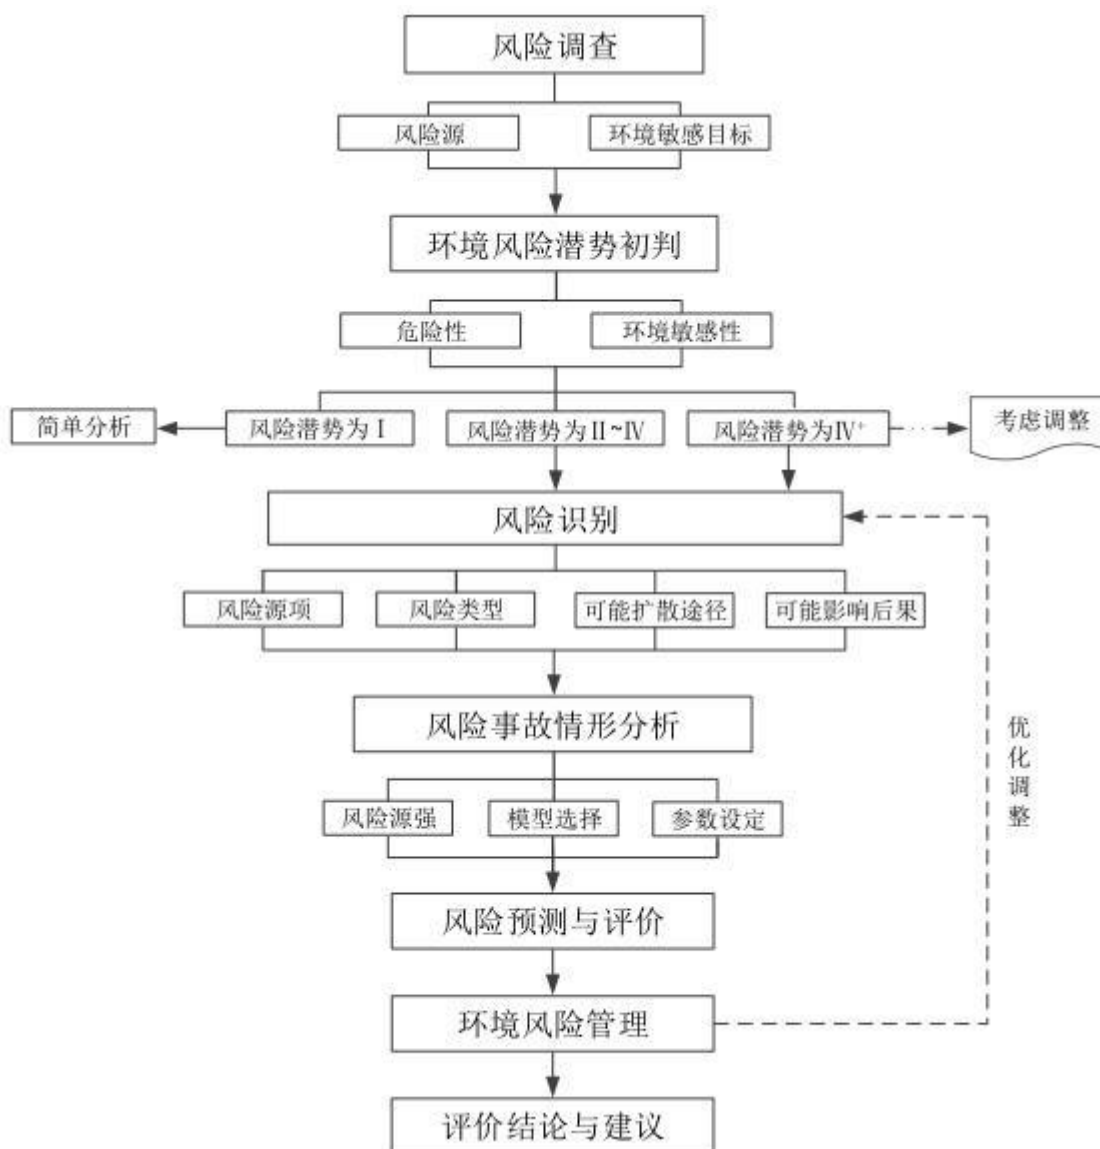 风险调查
风险源
环境敏感目标
环境风险潜势初判
危险性
环境敏感性
简单分析
风险潜势为Ⅰ
风险潜势为Ⅱ~Ⅳ
风险潜势为Ⅳ⁺
考虑调整
风险识别
风险源项
风险类型
可能扩散途径
可能影响后果
风险事故情形分析
优化调整
风险源强
模型选择
参数设定
风险预测与评价
环境风险管理
评价结论与建议